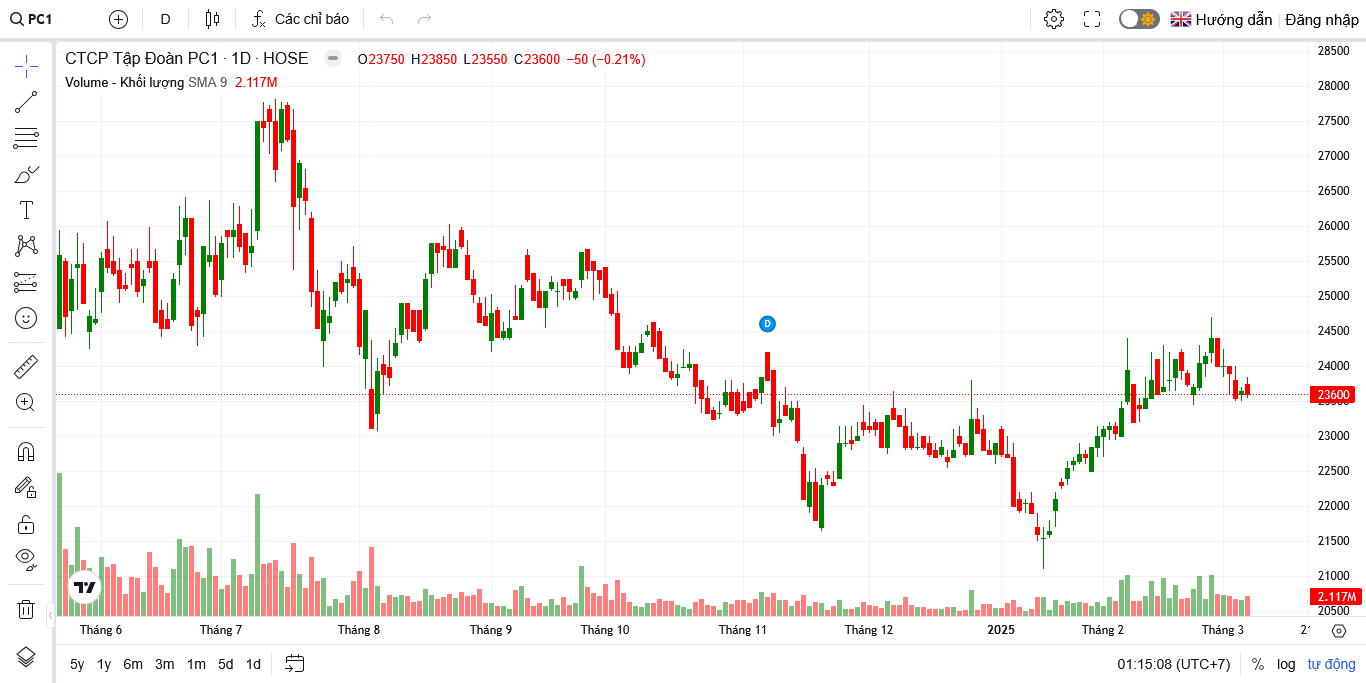 PC1 D Các chỉ báo Hướng dẫn Đăng nhập
CTCP Tập Đoàn PC1 · 1D · HOSE O23750 H23850 L23550 C23600 −50 (−0.21%)
Volume - Khối lượng SMA 9 2.117M
28500
28000
27500
27000
26500
26000
25500
25000
24500
D
24000
23600
23000
22500
22000
21500
21000
2.117M
20500
Tháng 6 Tháng 7 Tháng 8 Tháng 9 Tháng 10 Tháng 11 Tháng 12 2025 Tháng 2 Tháng 3
5y 1y 6m 3m 1m 5d 1d 01:15:08 (UTC+7) % log tự động